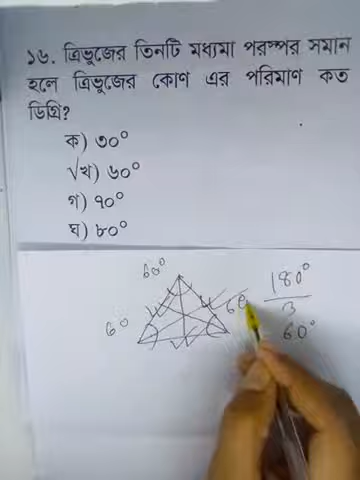 ১৬. ত্রিভুজের তিনটি মধ্যমা পরস্পর সমান
হলে ত্রিভুজের কোণ এর পরিমাণ কত
ডিগ্রি?
ক) ৩০°
√খ) ৬০°
গ) ৭০°
ঘ) ৮০°
60°
180°
60
3
60°